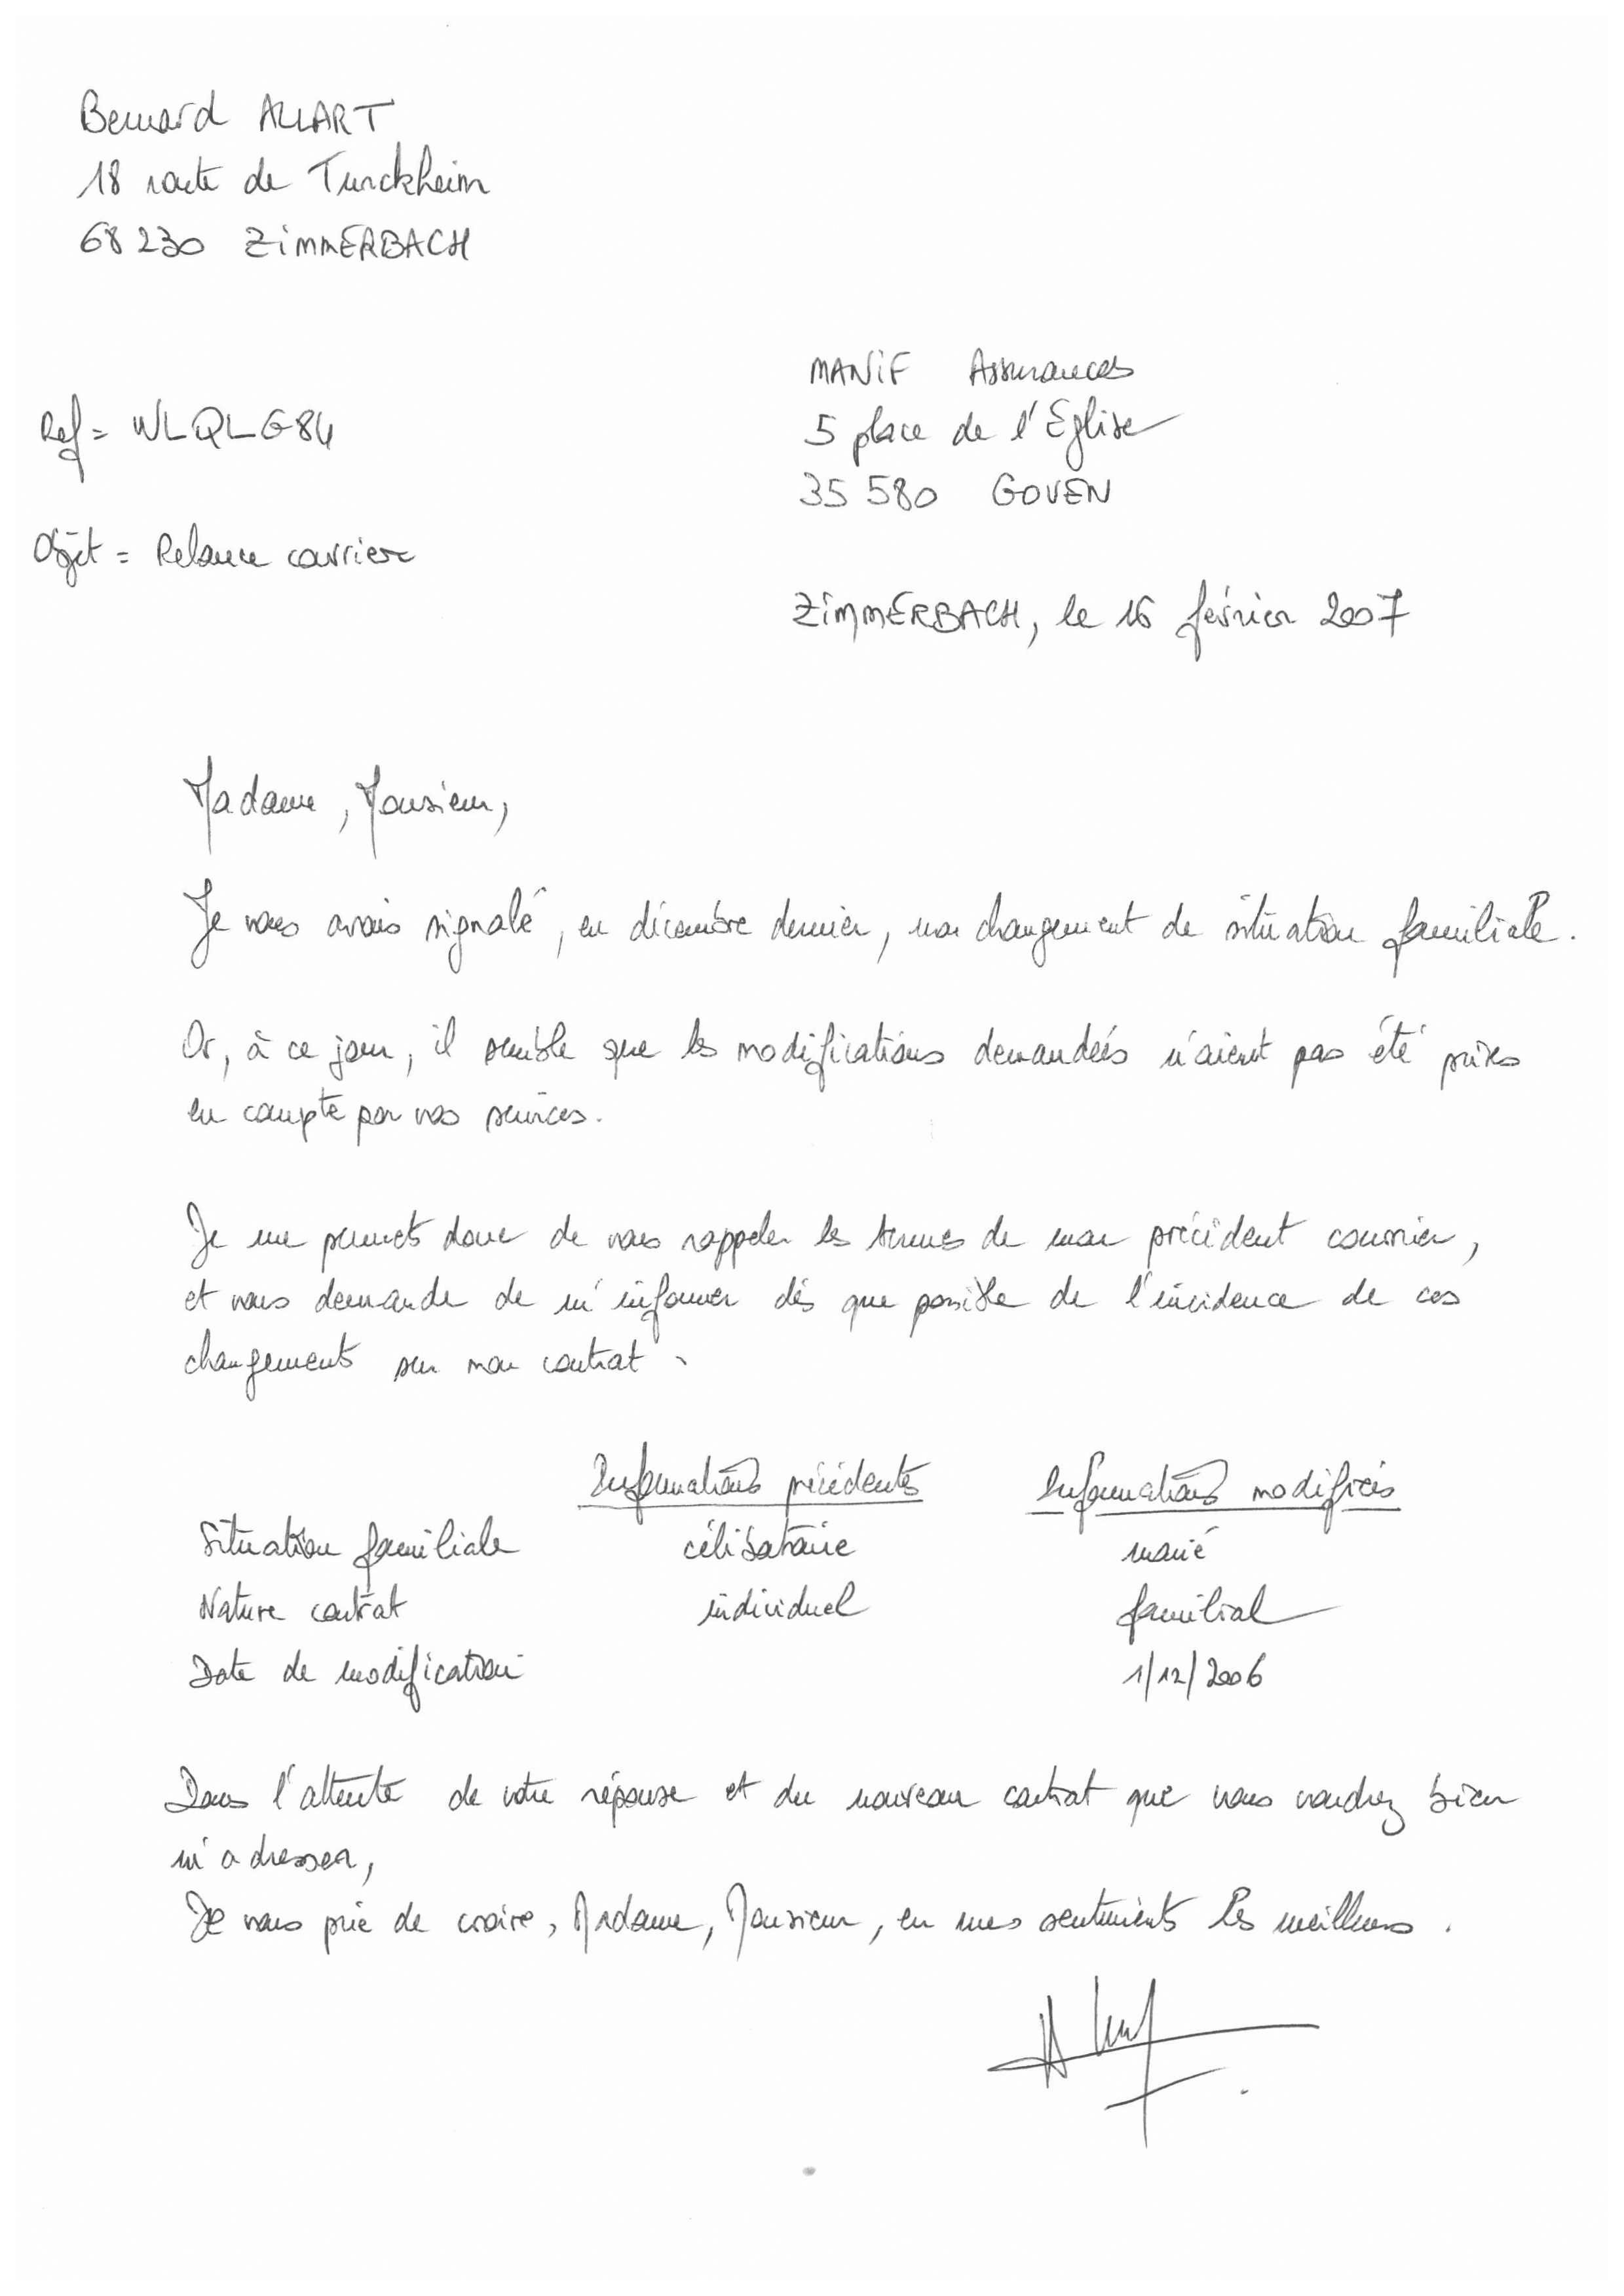 Bernard ALLART
18 route de Turckheim
68230 ZIMMERBACH
MANIF Assurances
5 place de l'Eglise
35580 GOVEN
Ref = WLQLG84
Objet = Relance courrier
ZIMMERBACH, le 16 février 2007
Madame, Monsieur,
Je vous avais signalé, en décembre dernier, mon changement de situation familiale.
Or, à ce jour, il semble que les modifications demandées n'aient pas été prises
en compte par vos services.
Je me permets donc de vous rappeler les termes de mon précédent courrier,
et vous demande de m'informer dès que possible de l'incidence de ces
changements sur mon contrat.
Informations précédentes Informations modifiées
Situation familiale célibataire marié
Nature contrat individuel familial
Date de modification 1/12/2006
Dans l'attente de votre réponse et du nouveau contrat que vous voudrez bien
m'adresser,
Je vous prie de croire, Madame, Monsieur, en mes sentiments les meilleurs.